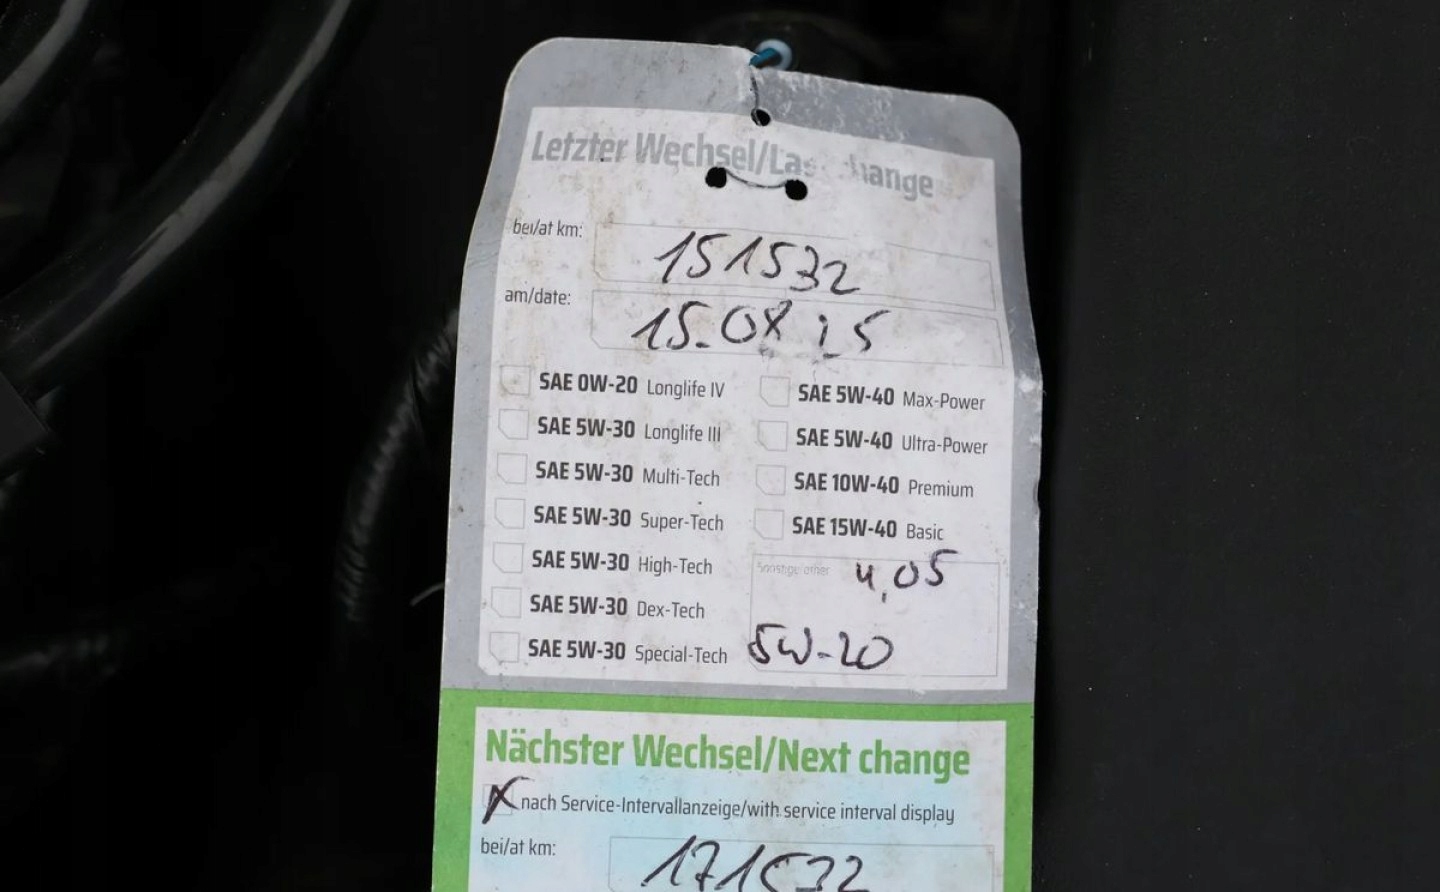 Letzter Wechsel/Las hange
bei/at km: 151532
am/date: 15.08
SAE 0W-20 Longlife IV
SAE 5W-30 Longlife III
SAE 5W-30 Multi-Tech
SAE 5W-30 Super-Tech
SAE 5W-30 High-Tech
SAE 5W-30 Dex-Tech
SAE 5W-30 Special-Tech
SAE 5W-40 Max-Power
SAE 5W-40 Ultra-Power
SAE 10W-40 Premium
SAE 15W-40 Basic
Sonstige/other 4,05
5W-20
Nächster Wechsel/Next change
nach Service-Intervallanzeige/with service interval display
bei/at km: 171532